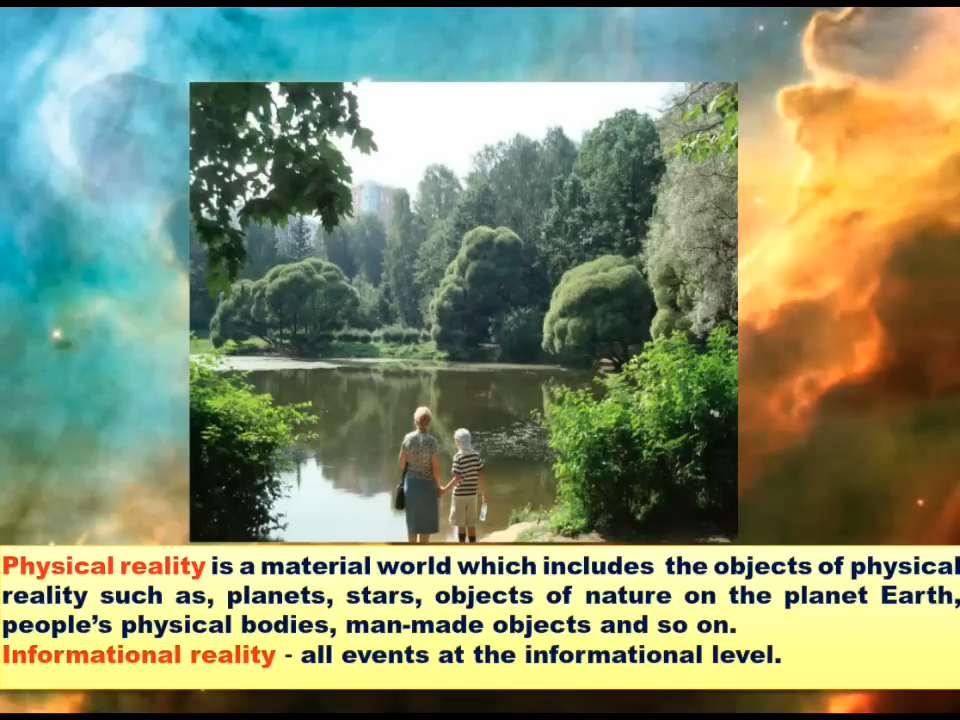 Physical reality is a material world which includes the objects of physical
reality such as, planets, stars, objects of nature on the planet Earth,
people’s physical bodies, man-made objects and so on.
Informational reality - all events at the informational level.